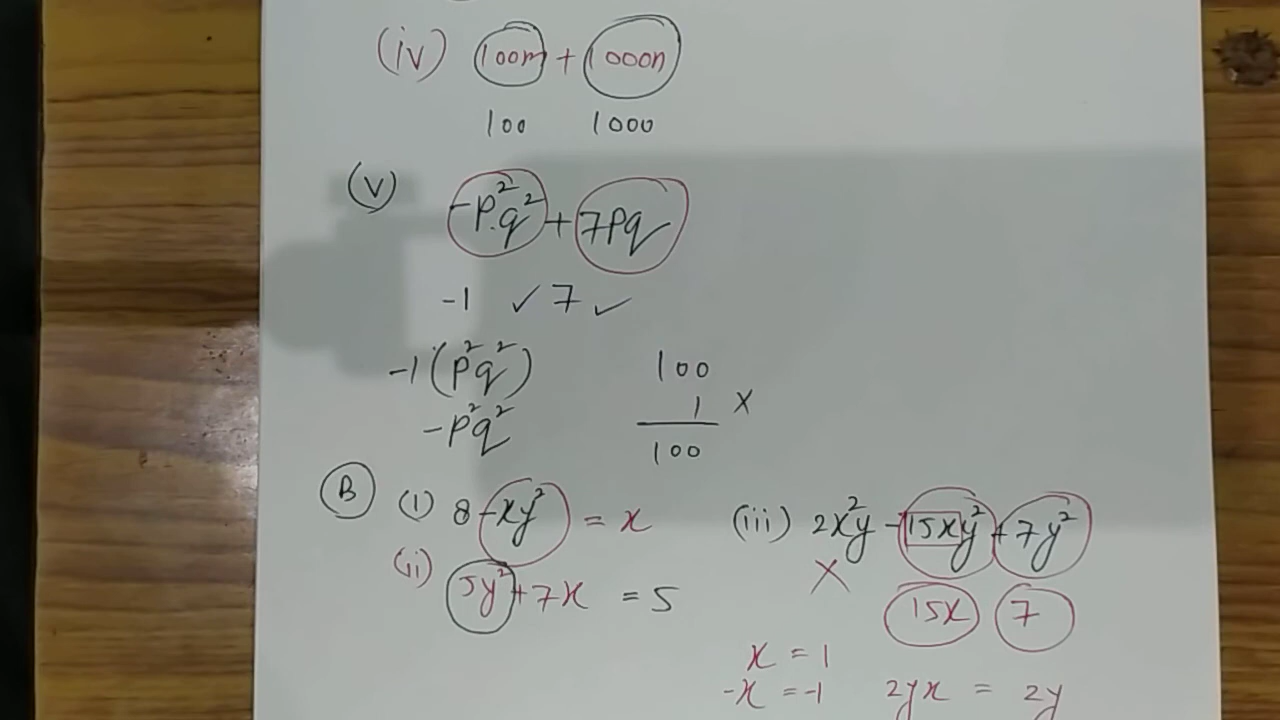 (iv) 100m + 1000n
100 1000
(v) -p²q² + 7pq
-1 ✓ 7 ✓
-1(p²q²)
-p²q²
100
1 ×
100
B (i) 8 - xy² = x
(ii) 5y² + 7x = 5
(iii) 2x²y - 15xy² + 7y²
× 15x 7
x = 1
-x = -1 2yx = 2y